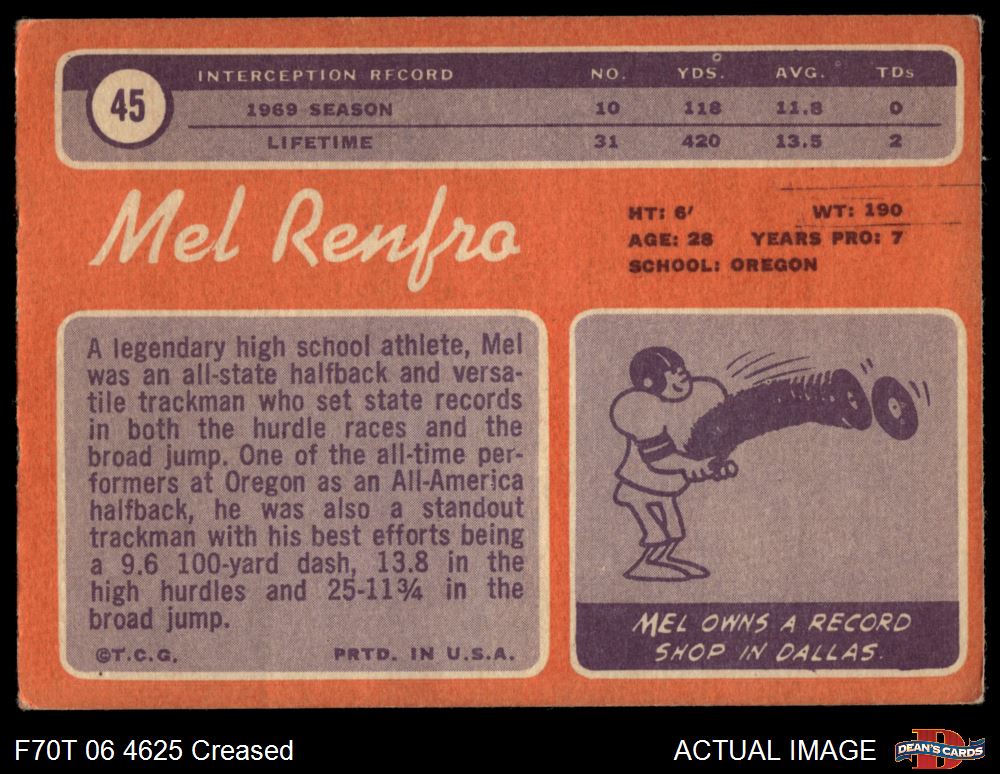 45
INTERCEPTION RECORD NO. YDS. AVG. TDs
1969 SEASON 10 118 11.8 0
LIFETIME 31 420 13.5 2
Mel Renfro
HT: 6' WT: 190
AGE: 28 YEARS PRO: 7
SCHOOL: OREGON
A legendary high school athlete, Mel
was an all-state halfback and versa-
tile trackman who set state records
in both the hurdle races and the
broad jump. One of the all-time per-
formers at Oregon as an All-America
halfback, he was also a standout
trackman with his best efforts being
a 9.6 100-yard dash, 13.8 in the
high hurdles and 25-11¾ in the
broad jump.
©T.C.G. PRTD. IN U.S.A.
MEL OWNS A RECORD
SHOP IN DALLAS.
F70T 06 4625 Creased
ACTUAL IMAGE
D
DEAN'S CARDS